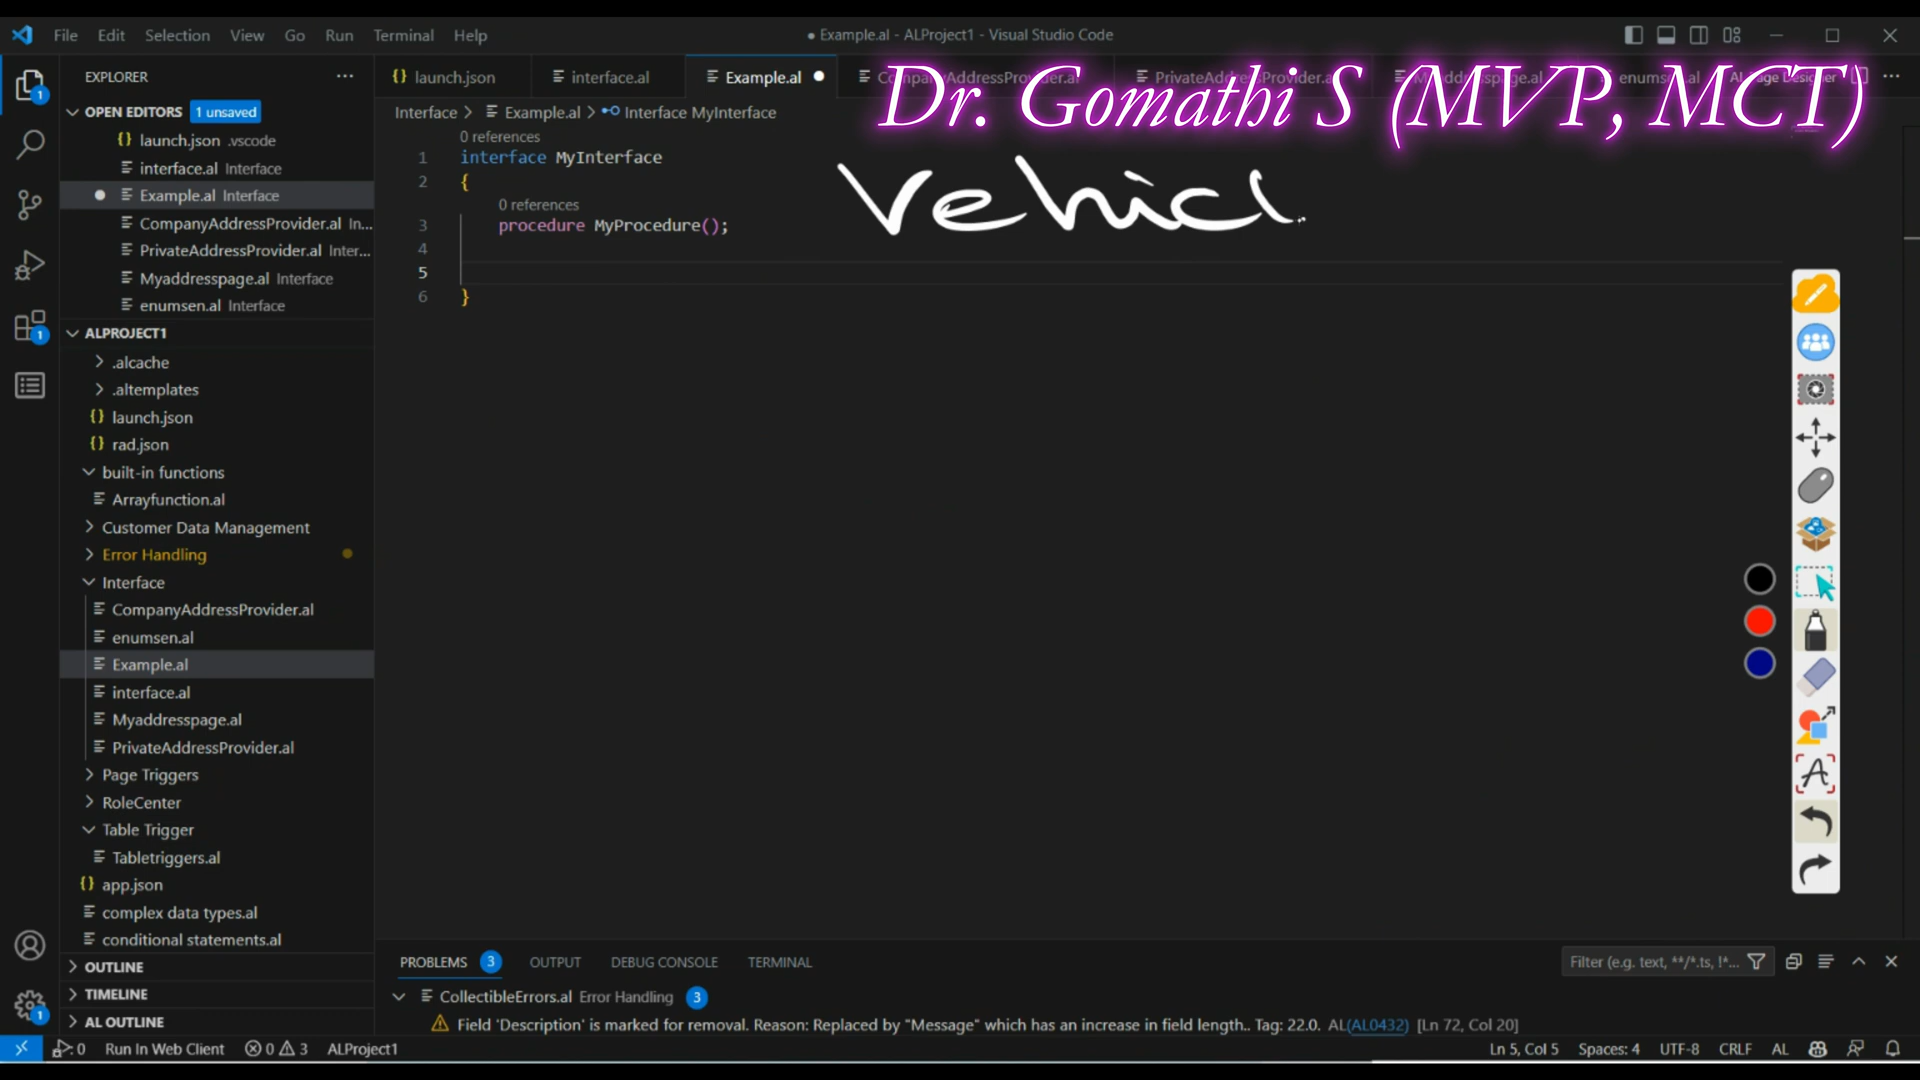 File Edit Selection View Go Run Terminal Help
● Example.al - ALProject1 - Visual Studio Code
EXPLORER
launch.json
interface.al
Example.al
Dr. Gomathi S (MVP, MCT)
OPEN EDITORS 1 unsaved
launch.json .vscode
interface.al Interface
Example.al Interface
CompanyAddressProvider.al In...
PrivateAddressProvider.al Inter...
Myaddresspage.al Interface
enumsen.al Interface
ALPROJECT1
.alcache
.altemplates
launch.json
rad.json
built-in functions
Arrayfunction.al
Customer Data Management
Error Handling
Interface
CompanyAddressProvider.al
enumsen.al
Example.al
interface.al
Myaddresspage.al
PrivateAddressProvider.al
Page Triggers
RoleCenter
Table Trigger
Tabletriggers.al
app.json
complex data types.al
conditional statements.al
OUTLINE
TIMELINE
AL OUTLINE
Interface > Example.al > Interface MyInterface
0 references
1 interface MyInterface
2 {
0 references
3 procedure MyProcedure();
4
5
6 }
Vehicl
PROBLEMS 3 OUTPUT DEBUG CONSOLE TERMINAL
Filter (e.g. text, **/*.ts, !*...
CollectibleErrors.al Error Handling 3
Field 'Description' is marked for removal. Reason: Replaced by "Message" which has an increase in field length.. Tag: 22.0. AL(AL0432) [Ln 72, Col 20]
0 Run In Web Client 0 3 ALProject1
Ln 5, Col 5 Spaces: 4 UTF-8 CRLF AL